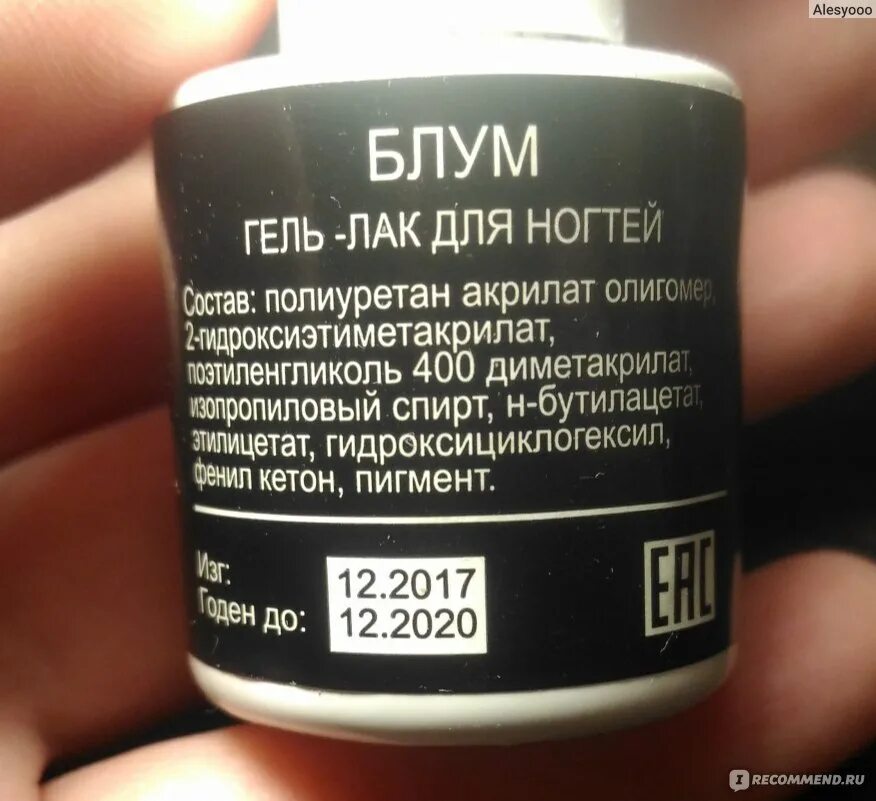 Alesyooo
БЛУМ
ГЕЛЬ -ЛАК ДЛЯ НОГТЕЙ
Состав: полиуретан акрилат олигомер,
2-гидроксиэтиметакрилат,
поэтиленгликоль 400 диметакрилат,
изопропиловый спирт, н-бутилацетат,
этилицетат, гидроксициклогексил,
фенил кетон, пигмент.
Изг: 12.2017
Годен до: 12.2020
EAC
IRECOMMEND.RU